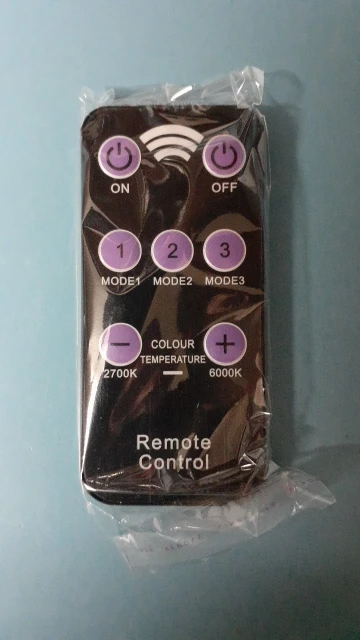 ON OFF
1 2 3
MODE1 MODE2 MODE3
− COLOUR TEMPERATURE +
2700K 6000K
Remote
Control